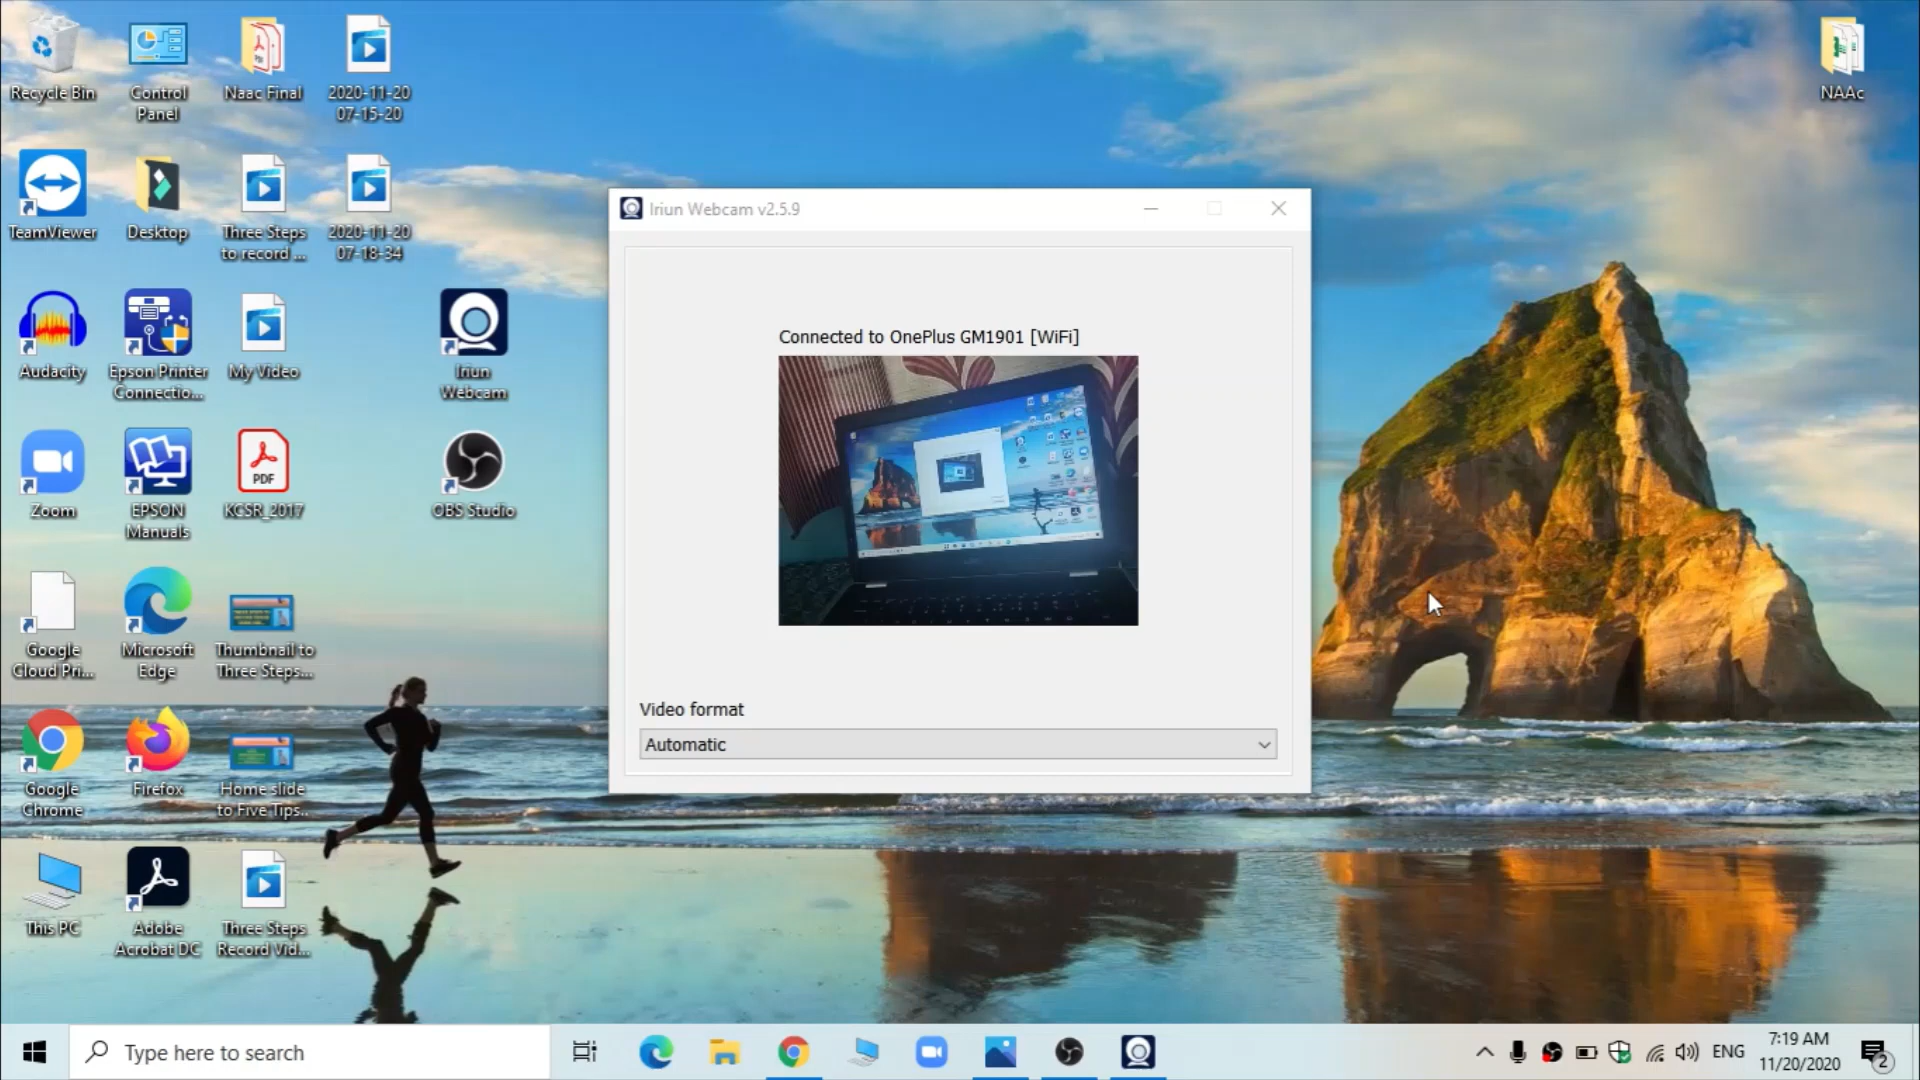 Recycle Bin
Control
Panel
Naac Final
2020-11-20
07-15-20
NAAc
TeamViewer
Desktop
Three Steps
to record ...
2020-11-20
07-18-34
Audacity
Epson Printer
Connectio...
My Video
Iriun
Webcam
Zoom
EPSON
Manuals
PDF
KCSR_2017
OBS Studio
Google
Cloud Pri...
Microsoft
Edge
Thumbnail to
Three Steps...
Google
Chrome
Firefox
Home slide
to Five Tips..
This PC
Adobe
Acrobat DC
Three Steps
Record Vid...
Iriun Webcam v2.5.9
Connected to OnePlus GM1901 [WiFi]
Video format
Automatic
Type here to search
ENG
7:19 AM
11/20/2020
2